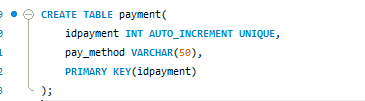 CREATE TABLE payment(
idpayment INT AUTO_INCREMENT UNIQUE,
pay_method VARCHAR(50),
PRIMARY KEY(idpayment)
);